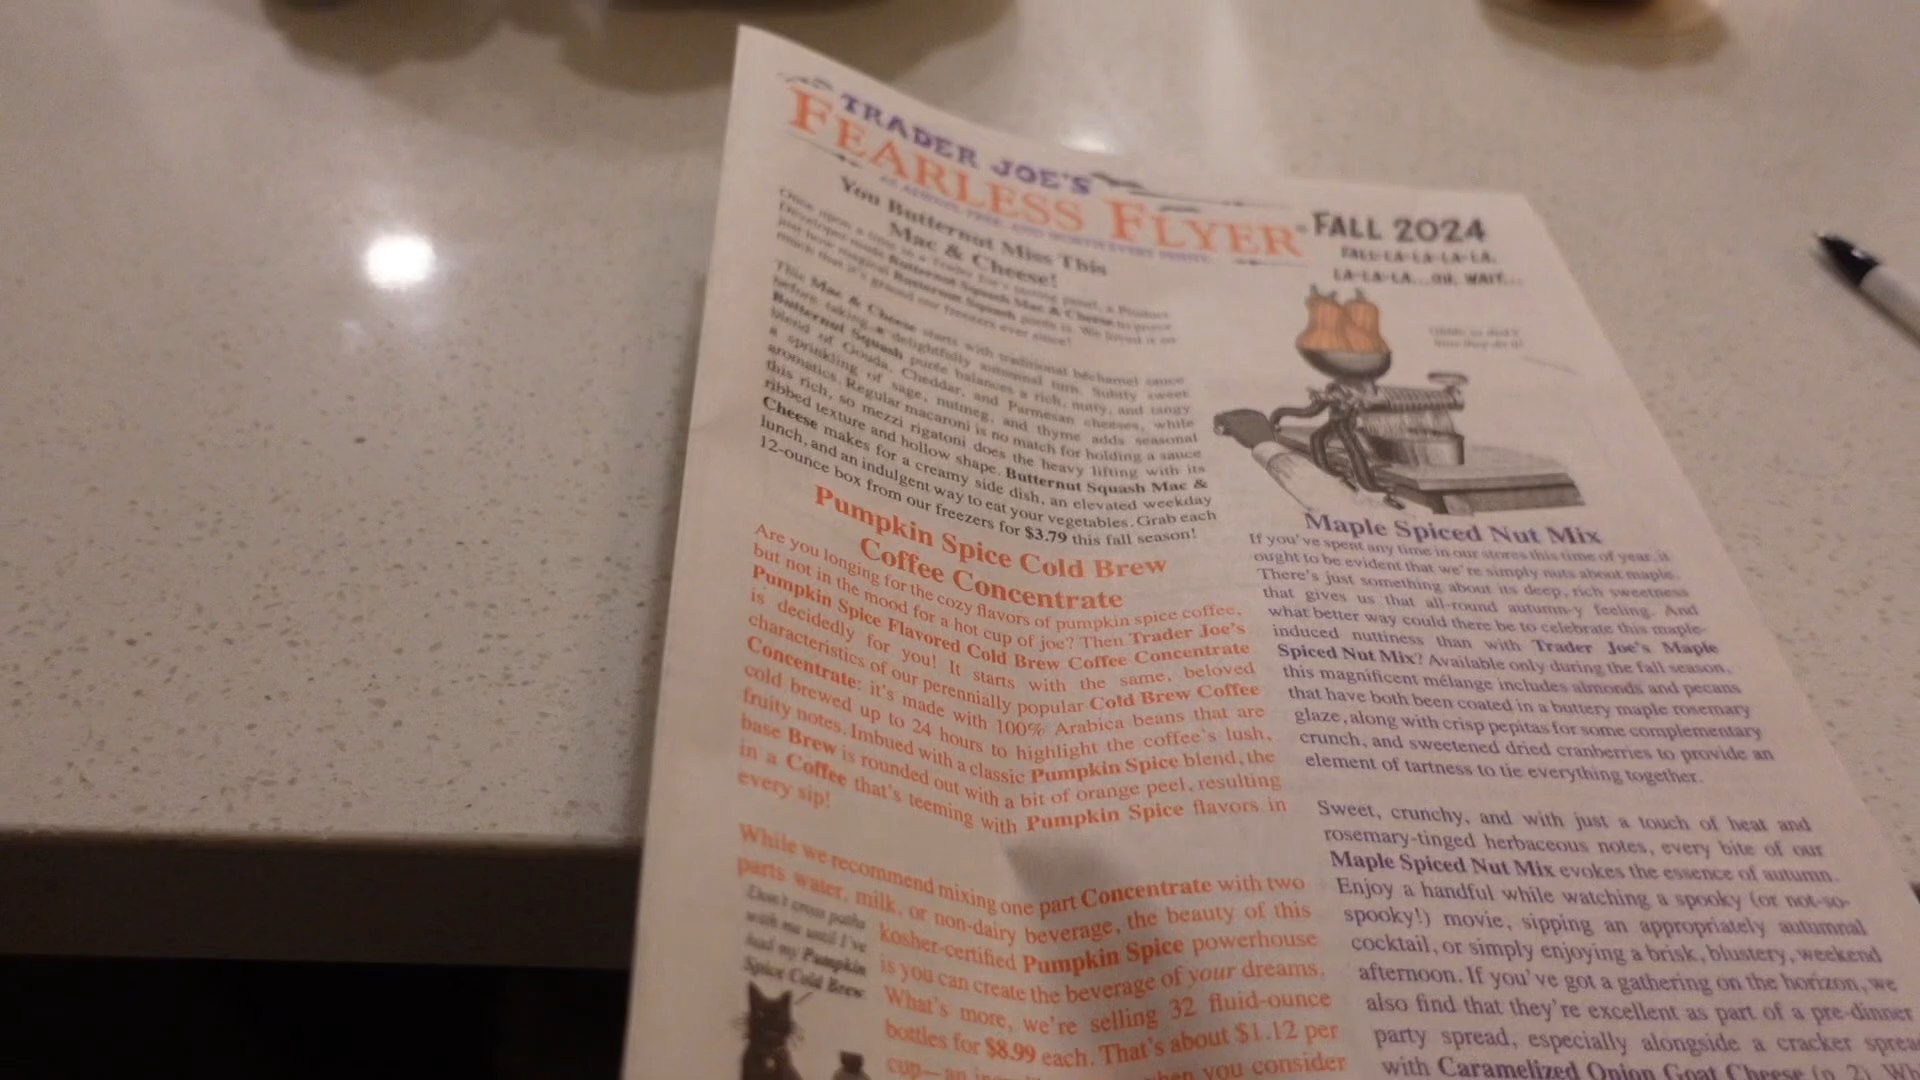 TRADER JOE'S
FEARLESS FLYER
FALL 2024
FALL-LA-LA-LA-LA,
LA-LA-LA...OH, WAIT...
You Butternut Miss This
Mac & Cheese!
Once upon a time in a Trader Joe's tasting panel, a Product
Developer made Butternut Squash Mac & Cheese to prove
just how magical Butternut Squash
much that it's graced our freezers ever since!
This Mac & Cheese starts with traditional béchamel sauce
before taking a delightfully autumnal turn. Subtly sweet
Butternut Squash purée balances a rich, nutty, and tangy
blend of Gouda, Cheddar, and Parmesan cheeses, while
a sprinkling of sage, nutmeg, and thyme adds seasonal
aromatics. Regular macaroni is no match for holding a sauce
this rich, so mezzi rigatoni does the heavy lifting with its
ribbed texture and hollow shape. Butternut Squash Mac &
Cheese makes for a creamy side dish, an elevated weekday
lunch, and an indulgent way to eat your vegetables. Grab each
12-ounce box from our freezers for $3.79 this fall season!
Pumpkin Spice Cold Brew
Coffee Concentrate
Are you longing for the cozy flavors of pumpkin spice coffee,
but not in the mood for a hot cup of joe? Then Trader Joe's
Pumpkin Spice Flavored Cold Brew Coffee Concentrate
is decidedly for you! It starts with the same, beloved
characteristics of our perennially popular Cold Brew Coffee
Concentrate: it's made with 100% Arabica beans that are
cold brewed up to 24 hours to highlight the coffee's lush,
fruity notes. Imbued with a classic Pumpkin Spice blend, the
base Brew is rounded out with a bit of orange peel, resulting
in a Coffee that's teeming with Pumpkin Spice flavors in
every sip!
While we recommend mixing one part Concentrate with two
parts water, milk, or non-dairy beverage, the beauty of this
kosher-certified Pumpkin Spice powerhouse
is you can create the beverage of your dreams.
What's more, we're selling 32 fluid-ounce
bottles for $8.99 each. That's about $1.12 per
cup—an when you consider
Don't cross paths
with me until I've
had my Pumpkin
Spice Cold Brew
Maple Spiced Nut Mix
If you've spent any time in our stores this time of year, it
ought to be evident that we're simply nuts about maple.
There's just something about its deep, rich sweetness
that gives us that all-round autumn-y feeling. And
what better way could there be to celebrate this maple-
induced nuttiness than with Trader Joe's Maple
Spiced Nut Mix? Available only during the fall season,
this magnificent mélange includes almonds and pecans
that have both been coated in a buttery maple rosemary
glaze, along with crisp pepitas for some complementary
crunch, and sweetened dried cranberries to provide an
element of tartness to tie everything together.
Sweet, crunchy, and with just a touch of heat and
rosemary-tinged herbaceous notes, every bite of our
Maple Spiced Nut Mix evokes the essence of autumn.
Enjoy a handful while watching a spooky (or not-so-
spooky!) movie, sipping an appropriately autumnal
cocktail, or simply enjoying a brisk, blustery, weekend
afternoon. If you've got a gathering on the horizon, we
also find that they're excellent as part of a pre-dinner
party spread, especially alongside a cracker sprea
with Caramelized Onion Goat Cheese (p. 2). Wh